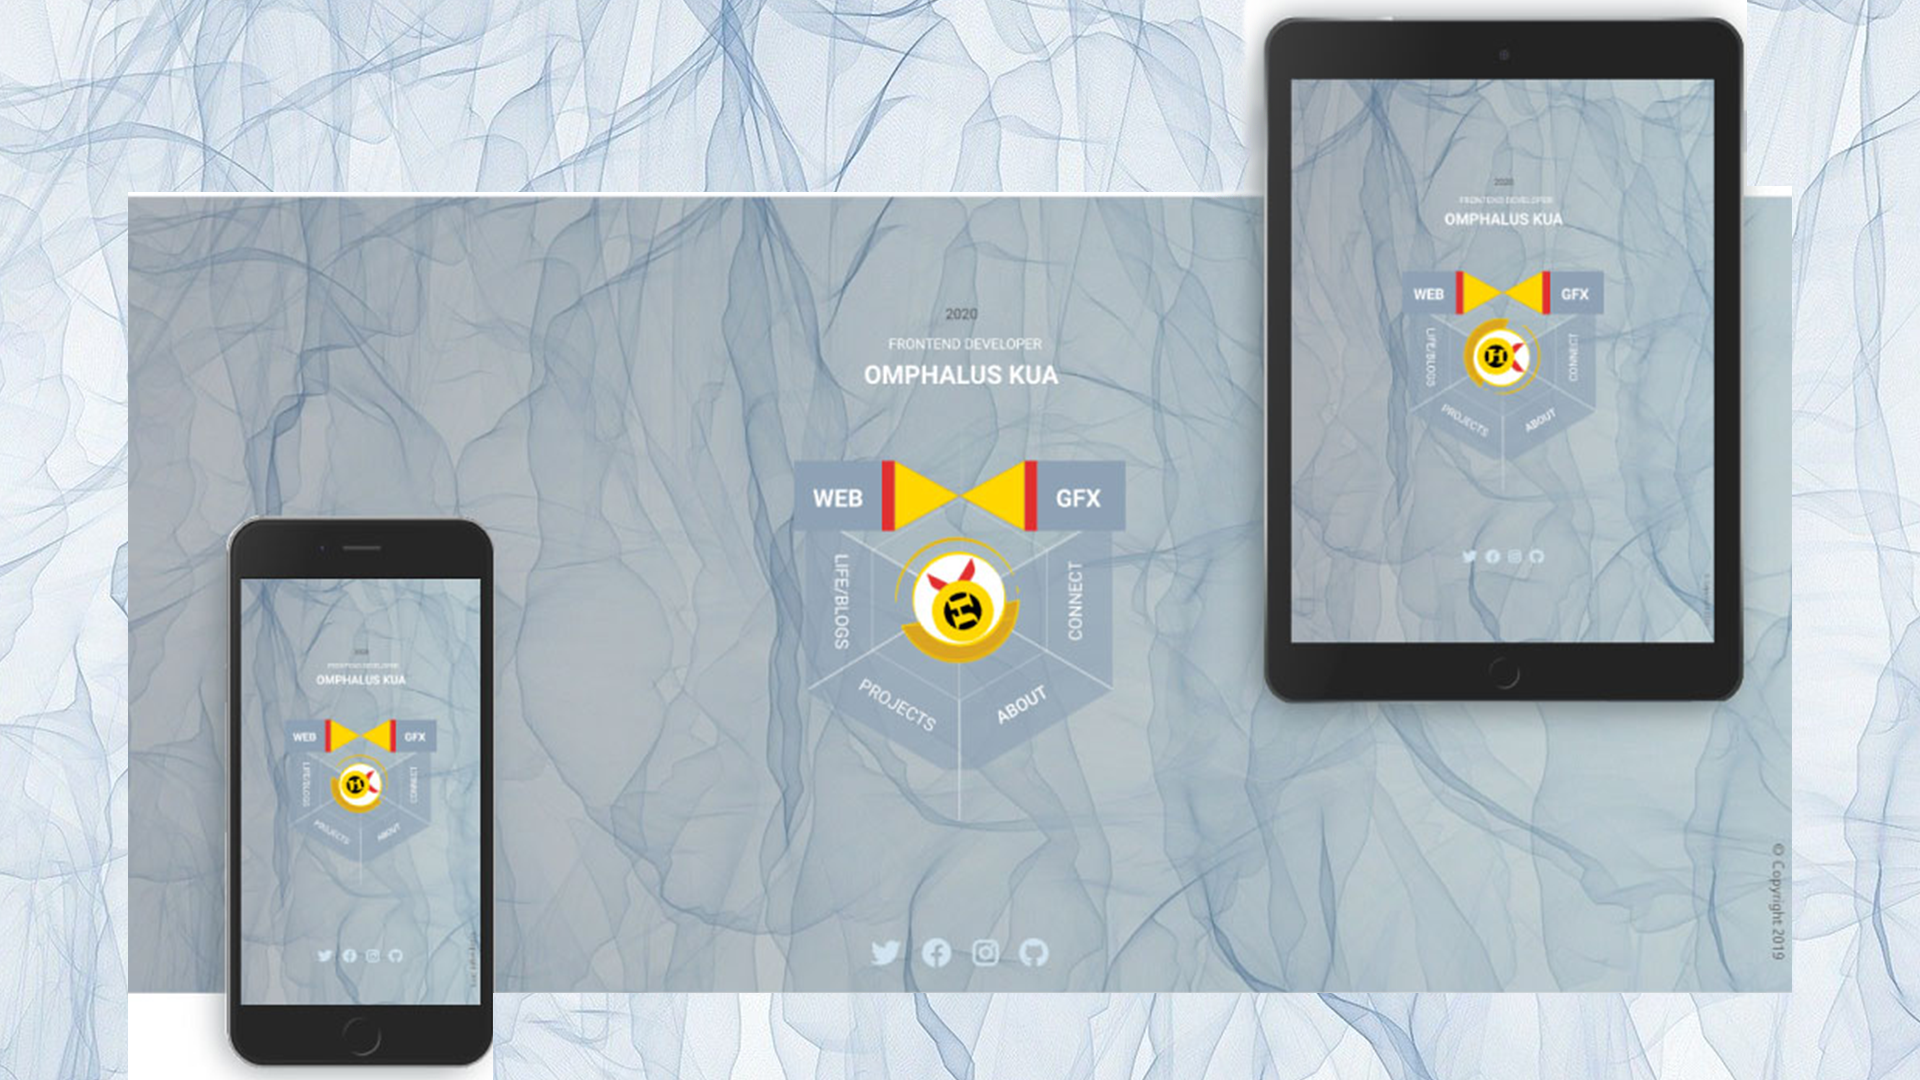 2020
FRONTEND DEVELOPER
OMPHALUS KUA
WEB
GFX
LIFE/BLOGS
CONNECT
PROJECTS
ABOUT
© Copyright 2019
2020
FRONTEND DEVELOPER
OMPHALUS KUA
WEB
GFX
LIFE/BLOGS
CONNECT
PROJECTS
ABOUT
2020
FRONTEND DEVELOPER
OMPHALUS KUA
WEB
GFX
LIFE/BLOGS
CONNECT
PROJECTS
ABOUT